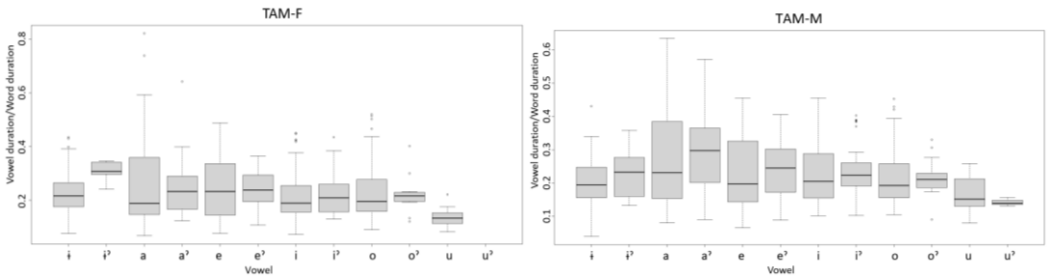 TAM-F
Vowel duration/Word duration
0.8
0.6
0.4
0.2
ɨ ɨˀ a aˀ e eˀ i iˀ o oˀ u uˀ
Vowel
TAM-M
Vowel duration/Word duration
0.6
0.5
0.4
0.3
0.2
0.1
ɨ ɨˀ a aˀ e eˀ i iˀ o oˀ u uˀ
Vowel